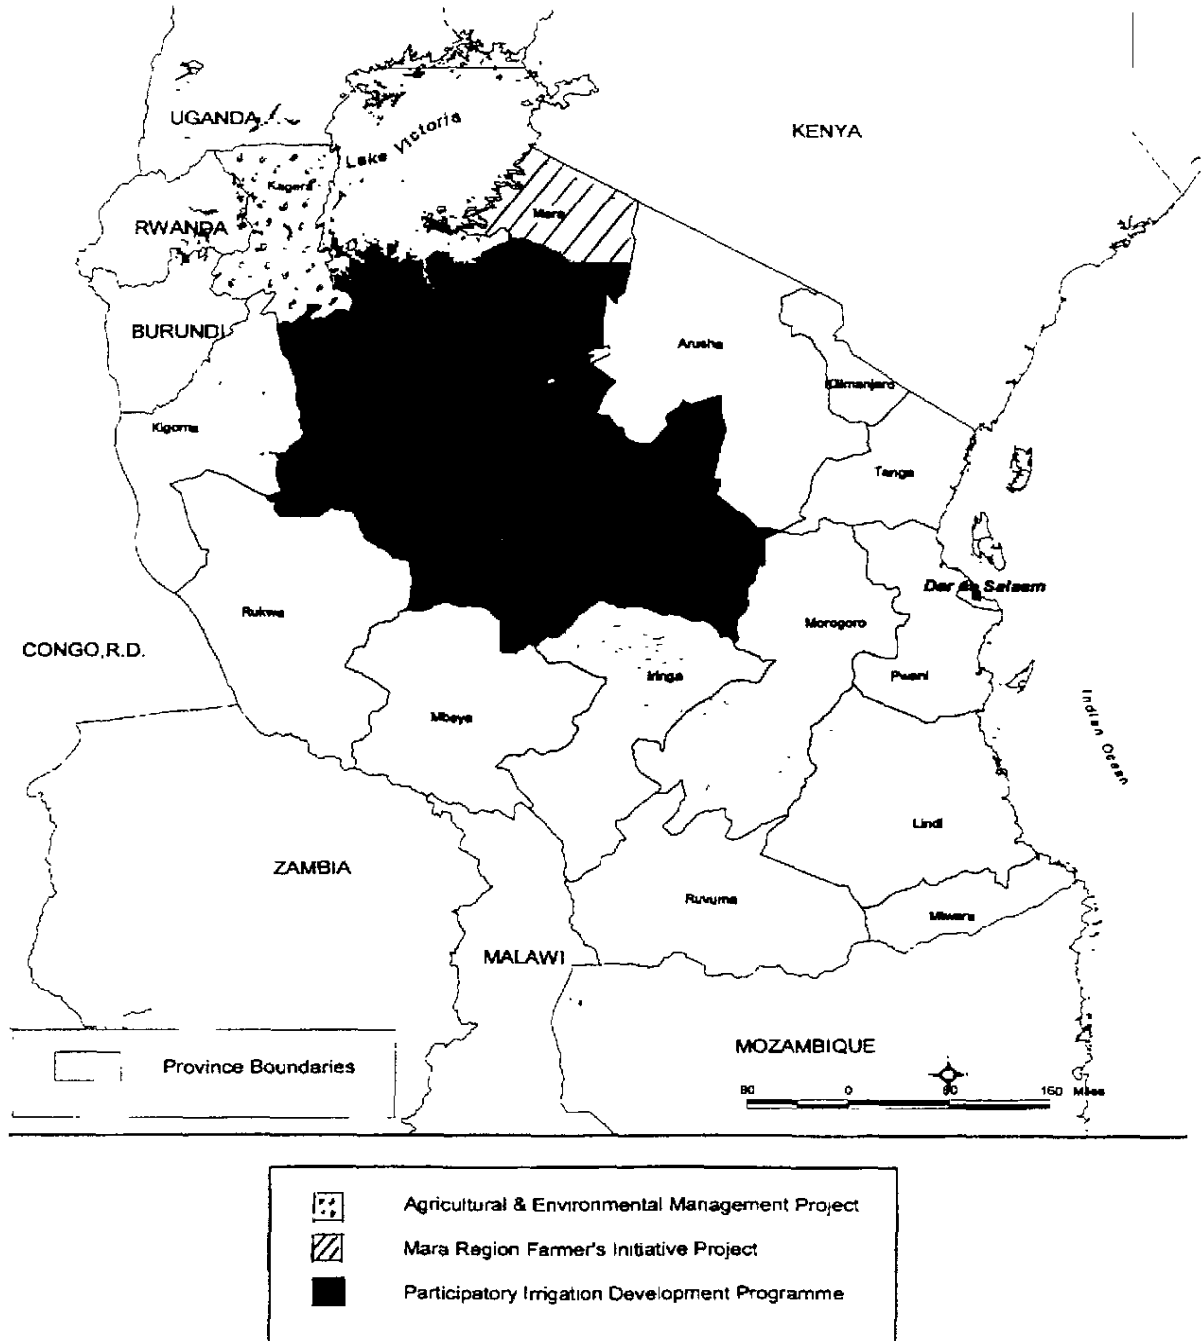 UGANDA
Lake Victoria
KENYA
Kagera
Mara
RWANDA
BURUNDI
Arusha
Kilimanjaro
Kigoma
Tanga
Dar es Salaam
Rukwa
Morogoro
CONGO,R.D.
Iringa
Pwani
Mbeya
Indian Ocean
Lindi
ZAMBIA
Ruvuma
Mtwara
MALAWI
MOZAMBIQUE
Province Boundaries
80 0 80 160 Miles
Agricultural & Environmental Management Project
Mara Region Farmer's Initiative Project
Participatory Irrigation Development Programme